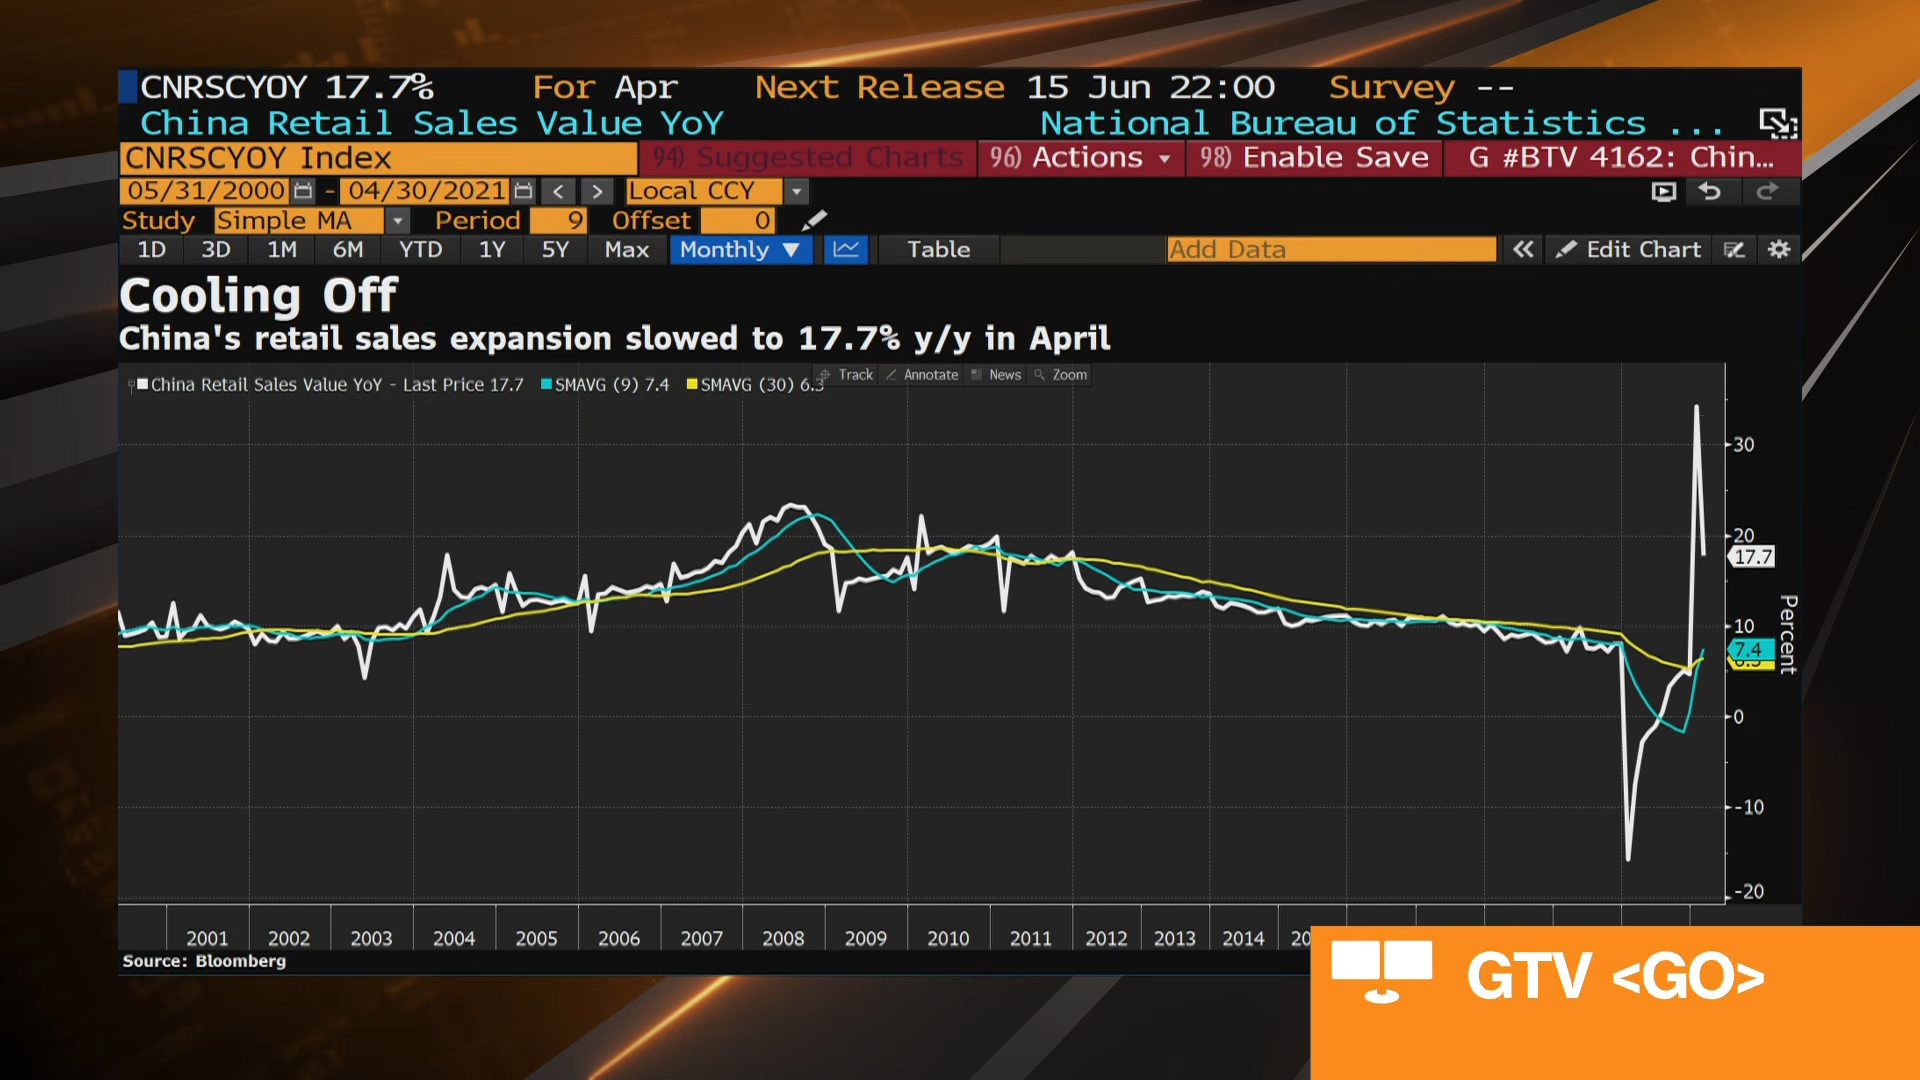 CNRSCYOY 17.7% For Apr Next Release 15 Jun 22:00 Survey --
China Retail Sales Value YoY National Bureau of Statistics ...
CNRSCYOY Index 94) Suggested Charts 96) Actions 98) Enable Save G #BTV 4162: Chin...
05/31/2000 - 04/30/2021 < > Local CCY
Study Simple MA Period 9 Offset 0
1D 3D 1M 6M YTD 1Y 5Y Max Monthly ▼ Table Add Data « Edit Chart
Cooling Off
China's retail sales expansion slowed to 17.7% y/y in April
China Retail Sales Value YoY - Last Price 17.7 SMAVG (9) 7.4 SMAVG (30) 6.3 Track Annotate News Zoom
30
20
17.7
10
7.4
0
-10
-20
Percent
2001 2002 2003 2004 2005 2006 2007 2008 2009 2010 2011 2012 2013 2014 20
Source: Bloomberg
GTV <GO>